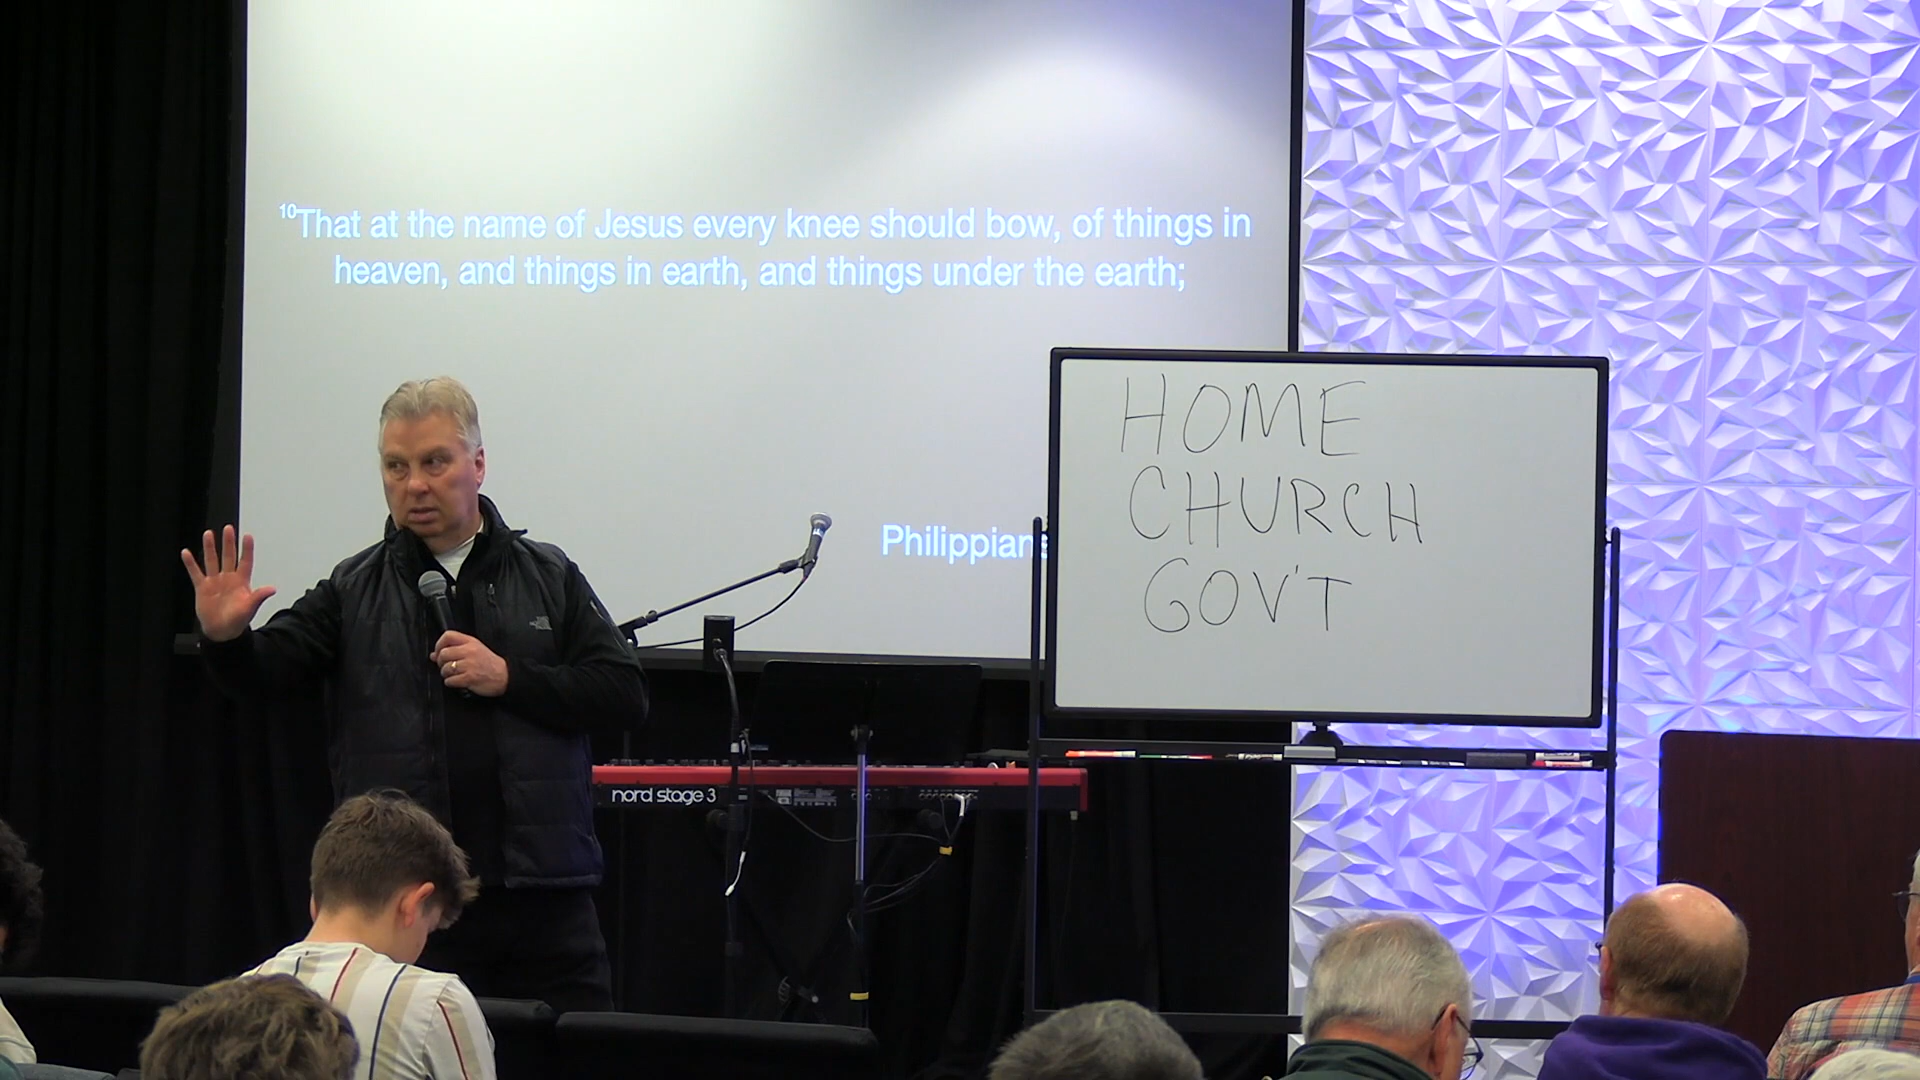 ¹⁰That at the name of Jesus every knee should bow, of things in
heaven, and things in earth, and things under the earth;
Philippians
HOME
CHURCH
GOV'T
nord stage 3